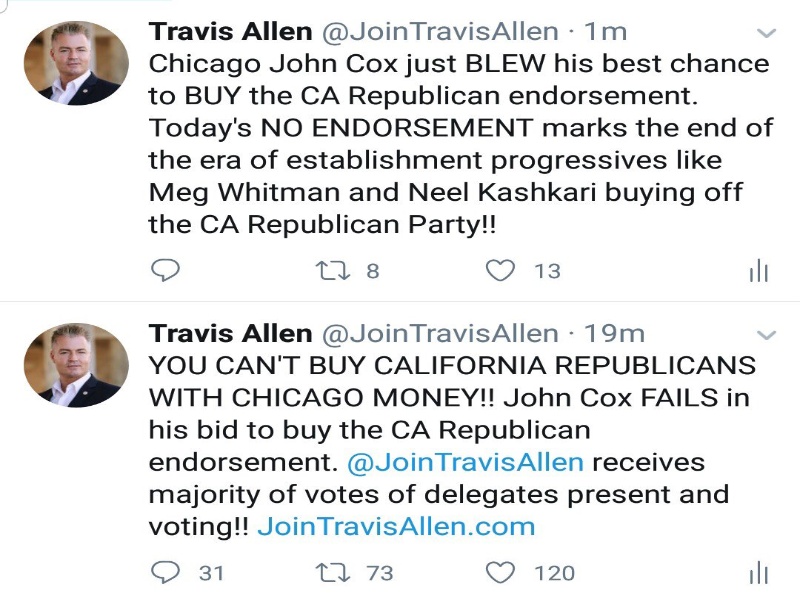 Travis Allen @JoinTravisAllen · 1m
Chicago John Cox just BLEW his best chance
to BUY the CA Republican endorsement.
Today's NO ENDORSEMENT marks the end of
the era of establishment progressives like
Meg Whitman and Neel Kashkari buying off
the CA Republican Party!!
8 13
Travis Allen @JoinTravisAllen · 19m
YOU CAN'T BUY CALIFORNIA REPUBLICANS
WITH CHICAGO MONEY!! John Cox FAILS in
his bid to buy the CA Republican
endorsement. @JoinTravisAllen receives
majority of votes of delegates present and
voting!! JoinTravisAllen.com
31 73 120